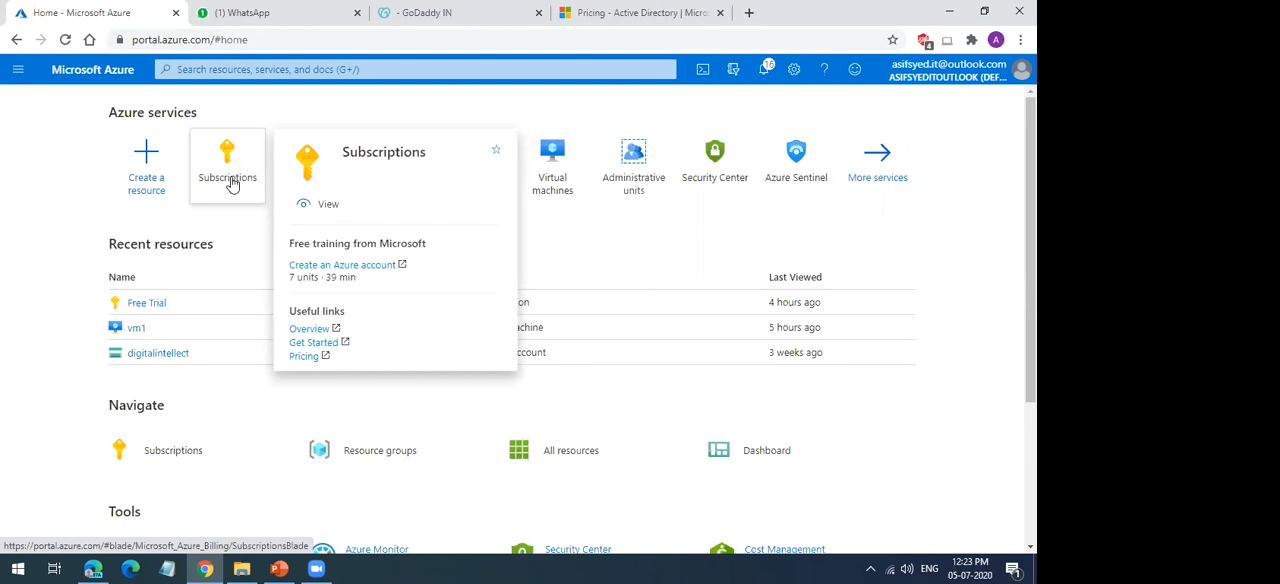 Home - Microsoft Azure
(1) WhatsApp
- GoDaddy IN
Pricing - Active Directory | Micro
portal.azure.com/#home
4
A
Microsoft Azure
Search resources, services, and docs (G+/)
16
asifsyed.it@outlook.com
ASIFSYEDITOUTLOOK (DEF...
Azure services
Create a
resource
Subscriptions
Subscriptions
View
Free training from Microsoft
Create an Azure account
7 units · 39 min
Useful links
Overview
Get Started
Pricing
Virtual
machines
Administrative
units
Security Center
Azure Sentinel
More services
Recent resources
Name
Last Viewed
Free Trial
on
4 hours ago
vm1
achine
5 hours ago
digitalintellect
ccount
3 weeks ago
Navigate
Subscriptions
Resource groups
All resources
Dashboard
Tools
https://portal.azure.com/#blade/Microsoft_Azure_Billing/SubscriptionsBlade
Azure Monitor
Security Center
Cost Management
ENG
12:23 PM
05-07-2020
1